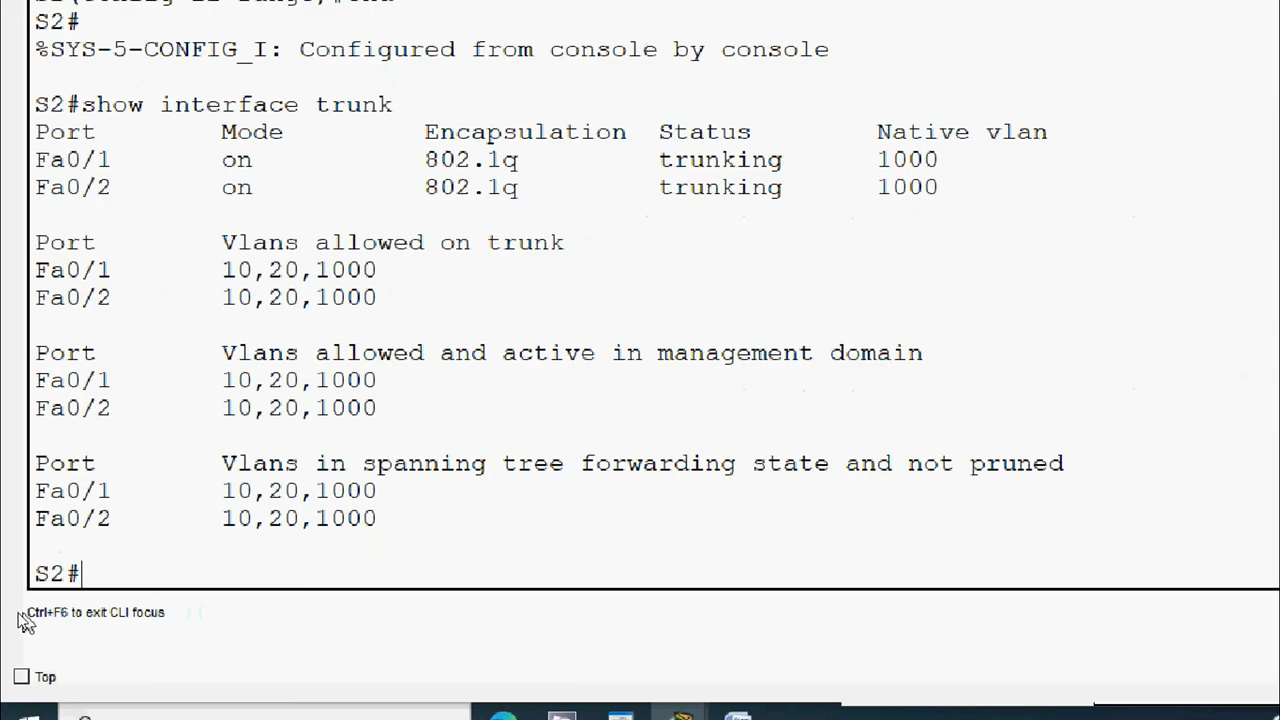 S2#
%SYS-5-CONFIG_I: Configured from console by console
S2#show interface trunk
Port Mode Encapsulation Status Native vlan
Fa0/1 on 802.1q trunking 1000
Fa0/2 on 802.1q trunking 1000
Port Vlans allowed on trunk
Fa0/1 10,20,1000
Fa0/2 10,20,1000
Port Vlans allowed and active in management domain
Fa0/1 10,20,1000
Fa0/2 10,20,1000
Port Vlans in spanning tree forwarding state and not pruned
Fa0/1 10,20,1000
Fa0/2 10,20,1000
S2#
Ctrl+F6 to exit CLI focus
Top